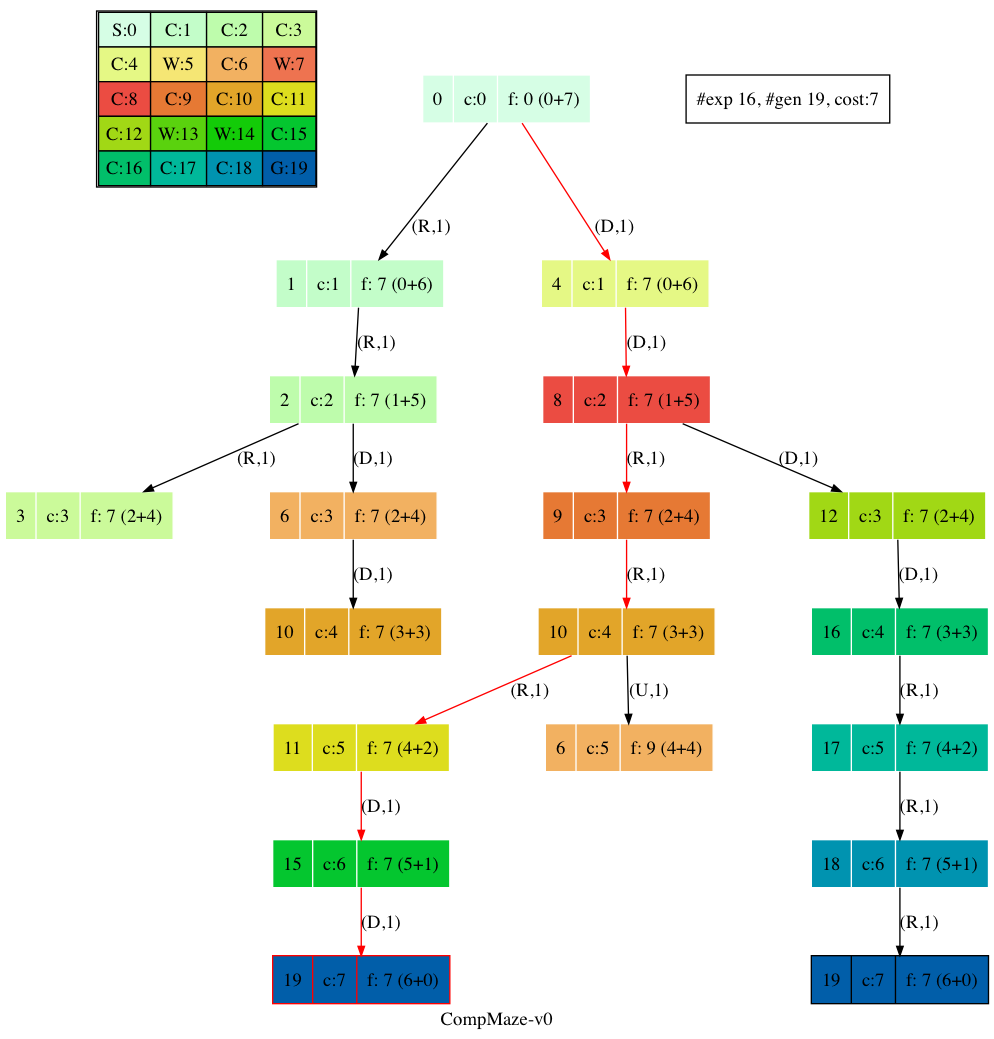 S:0 C:1 C:2 C:3
C:4 W:5 C:6 W:7
C:8 C:9 C:10 C:11
C:12 W:13 W:14 C:15
C:16 C:17 C:18 G:19
0 c:0 f: 0 (0+7)
#exp 16, #gen 19, cost:7
(R,1) (D,1)
1 c:1 f: 7 (0+6) 4 c:1 f: 7 (0+6)
(R,1) (D,1)
2 c:2 f: 7 (1+5) 8 c:2 f: 7 (1+5)
(R,1) (D,1) (R,1) (D,1)
3 c:3 f: 7 (2+4) 6 c:3 f: 7 (2+4) 9 c:3 f: 7 (2+4) 12 c:3 f: 7 (2+4)
(D,1) (R,1) (D,1)
10 c:4 f: 7 (3+3) 10 c:4 f: 7 (3+3) 16 c:4 f: 7 (3+3)
(R,1) (U,1) (R,1)
11 c:5 f: 7 (4+2) 6 c:5 f: 9 (4+4) 17 c:5 f: 7 (4+2)
(D,1) (R,1)
15 c:6 f: 7 (5+1) 18 c:6 f: 7 (5+1)
(D,1) (R,1)
19 c:7 f: 7 (6+0) 19 c:7 f: 7 (6+0)
CompMaze-v0